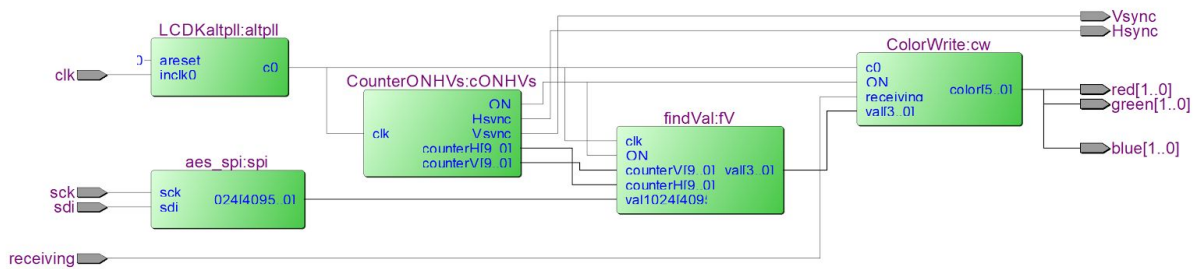 LCDKaltpll:altpll
clk
0
areset
inclk0
c0
CounterONHVs:cONHVs
clk
ON
Hsync
Vsync
counterH[9..0]
counterV[9..0]
aes_spi:spi
sck
sdi
sck
sdi
024[4095..0]
receiving
findVal:fV
clk
ON
counterV[9..0]
counterH[9..0]
val1024[409
val[3..0]
ColorWrite:cw
c0
ON
receiving
val[3..0]
color[5..0]
Vsync
Hsync
red[1..0]
green[1..0]
blue[1..0]